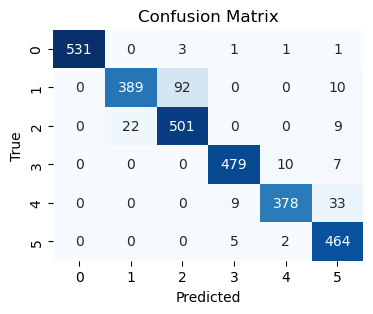 Confusion Matrix
0 531 0 3 1 1 1
1 0 389 92 0 0 10
2 0 22 501 0 0 9
3 0 0 0 479 10 7
4 0 0 0 9 378 33
5 0 0 0 5 2 464
0 1 2 3 4 5
True
Predicted